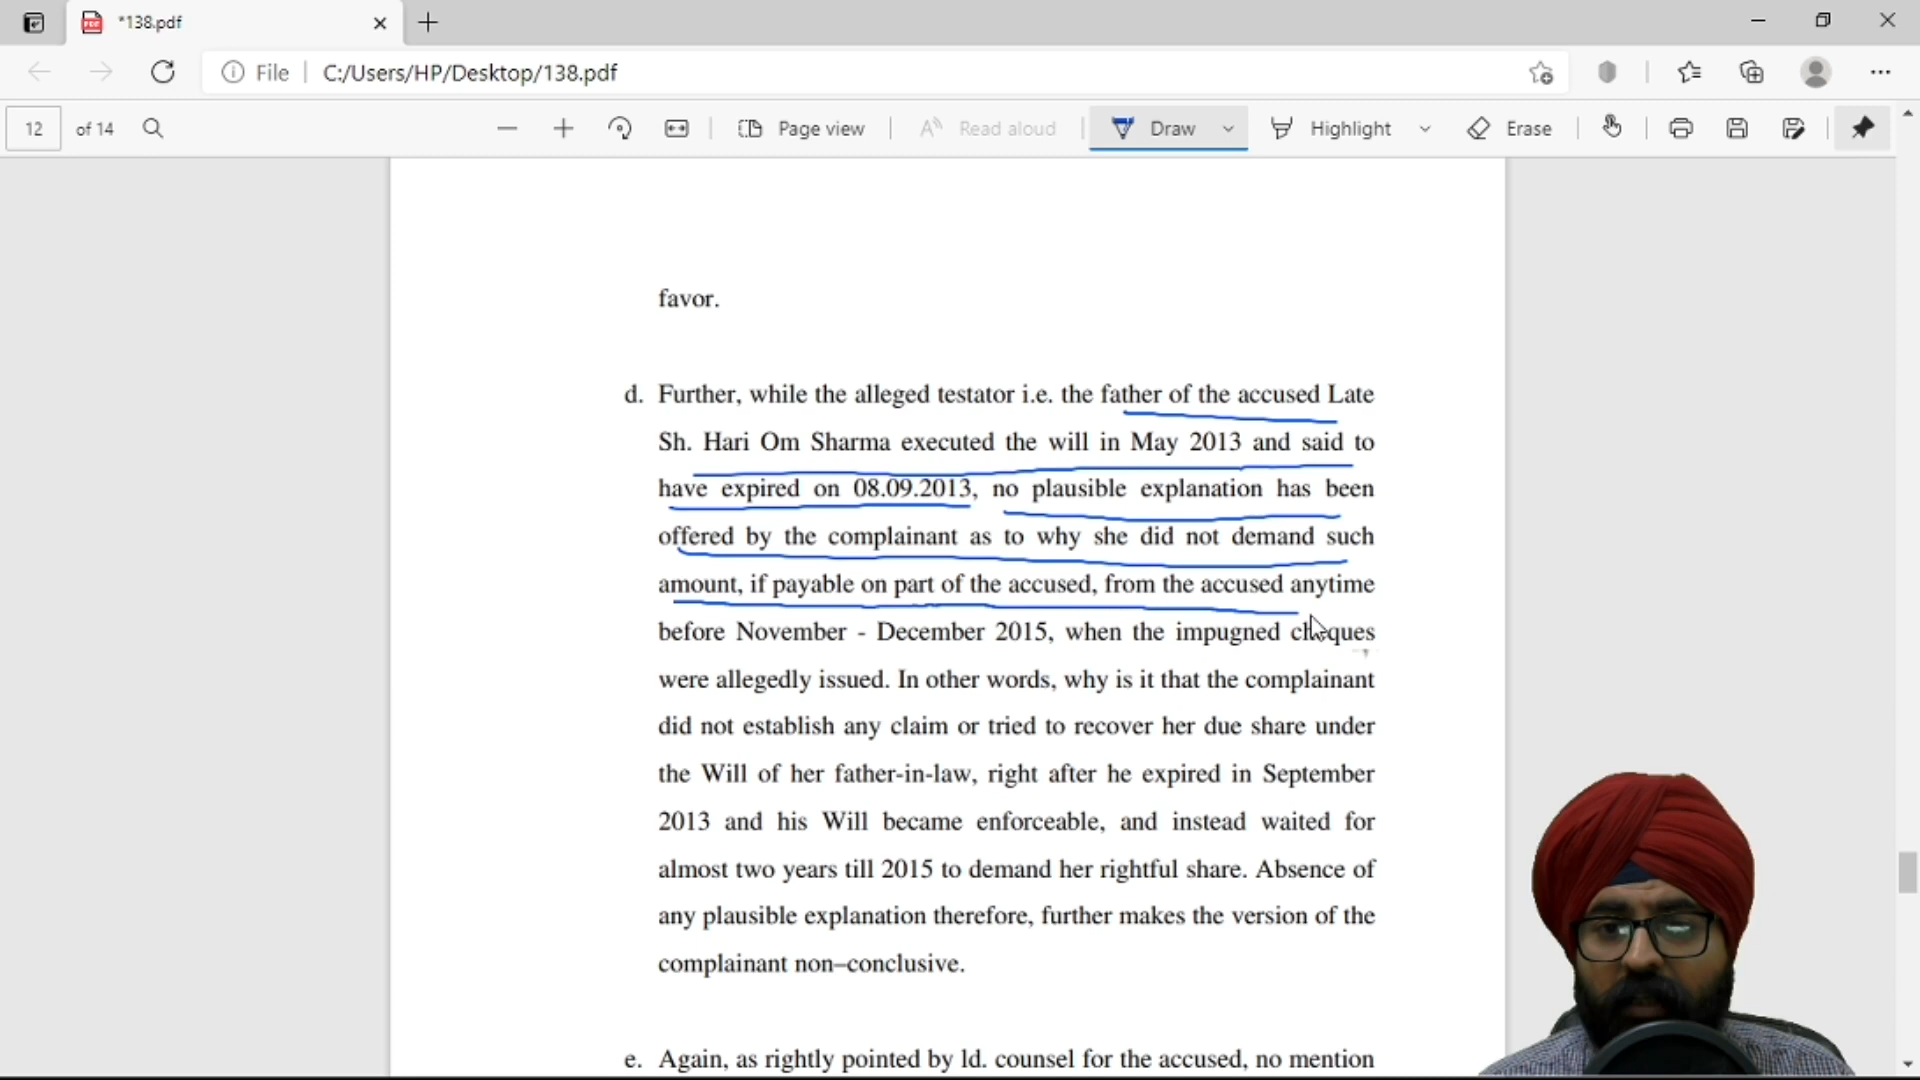 *138.pdf
File
C:/Users/HP/Desktop/138.pdf
12 of 14
Page view
Read aloud
Draw
Highlight
Erase
favor.
d. Further, while the alleged testator i.e. the father of the accused Late
Sh. Hari Om Sharma executed the will in May 2013 and said to
have expired on 08.09.2013, no plausible explanation has been
offered by the complainant as to why she did not demand such
amount, if payable on part of the accused, from the accused anytime
before November - December 2015, when the impugned cheques
were allegedly issued. In other words, why is it that the complainant
did not establish any claim or tried to recover her due share under
the Will of her father-in-law, right after he expired in September
2013 and his Will became enforceable, and instead waited for
almost two years till 2015 to demand her rightful share. Absence of
any plausible explanation therefore, further makes the version of the
complainant non–conclusive.
e. Again, as rightly pointed by ld. counsel for the accused, no mention